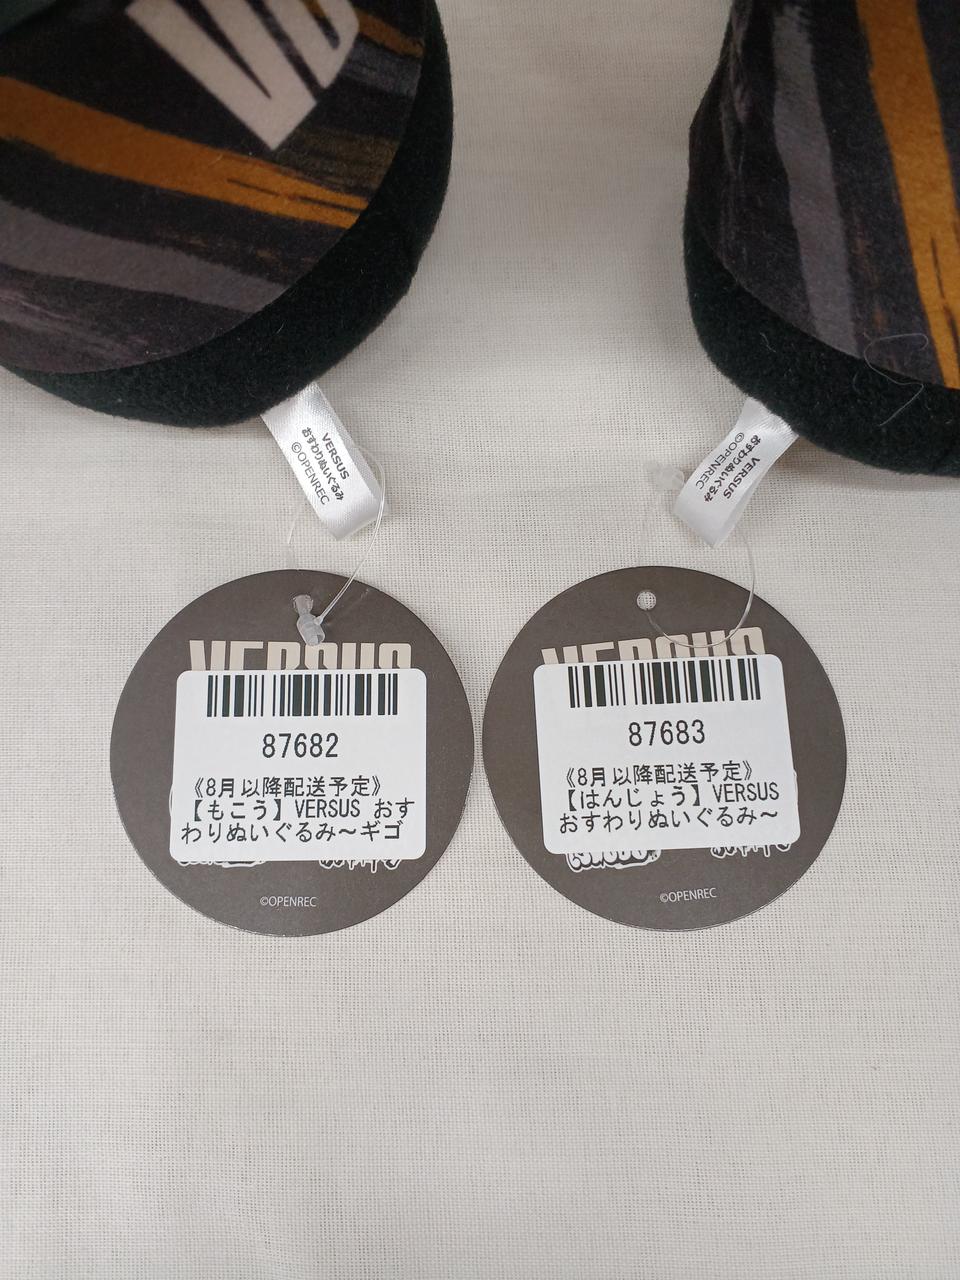 VERSUS
おすわりぬいぐるみ
©OPENREC
VERSUS
おすわりぬいぐるみ
©OPENREC
VERSUS
87682
《8月以降配送予定》
【もこう】VERSUS おす
わりぬいぐるみ～ギゴ
©OPENREC
VERSUS
87683
《8月以降配送予定》
【はんじょう】VERSUS
おすわりぬいぐるみ～
©OPENREC